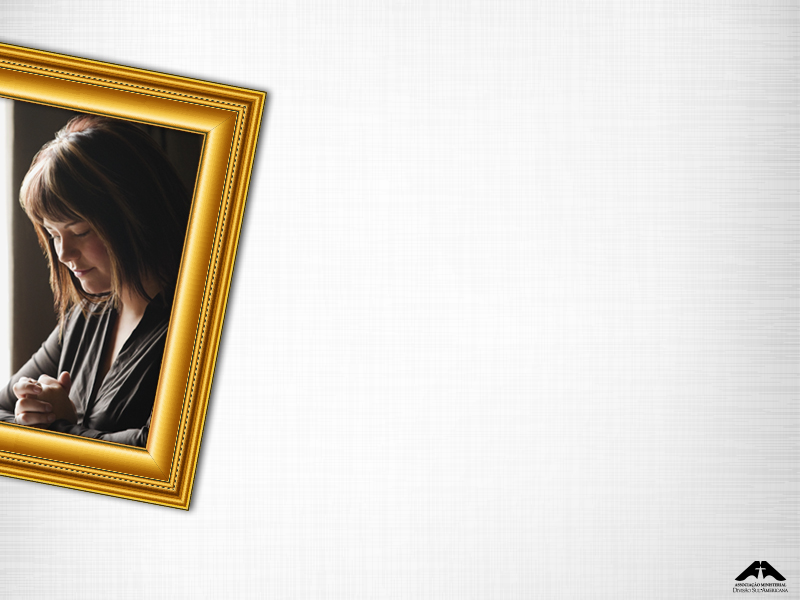 ASSOCIAÇÃO MINISTERIAL
DIVISÃO SUL-AMERICANA